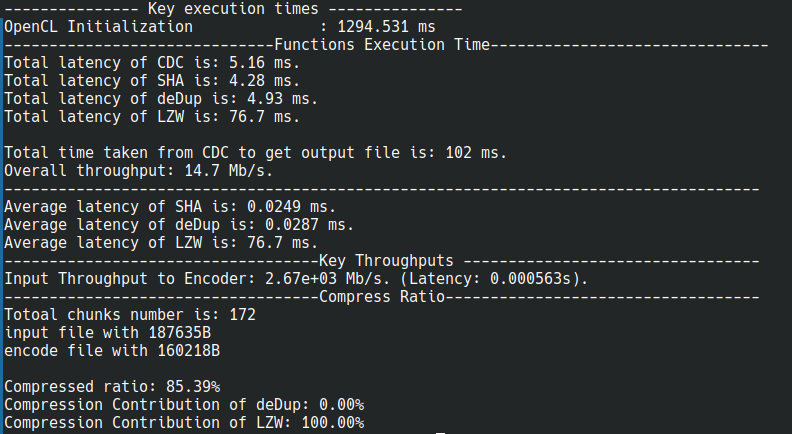 --------------- Key execution times ---------------
OpenCL Initialization              : 1294.531 ms
------------------------------Functions Execution Time-------------------------------
Total latency of CDC is: 5.16 ms.
Total latency of SHA is: 4.28 ms.
Total latency of deDup is: 4.93 ms.
Total latency of LZW is: 76.7 ms.

Total time taken from CDC to get output file is: 102 ms.
Overall throughput: 14.7 Mb/s.
------------------------------------------------------------------------------------
Average latency of SHA is: 0.0249 ms.
Average latency of deDup is: 0.0287 ms.
Average latency of LZW is: 76.7 ms.
-----------------------------------Key Throughputs ---------------------------------
Input Throughput to Encoder: 2.67e+03 Mb/s. (Latency: 0.000563s).
-----------------------------------Compress Ratio-----------------------------------
Totoal chunks number is: 172
input file with 187635B
encode file with 160218B

Compressed ratio: 85.39%
Compression Contribution of deDup: 0.00%
Compression Contribution of LZW: 100.00%